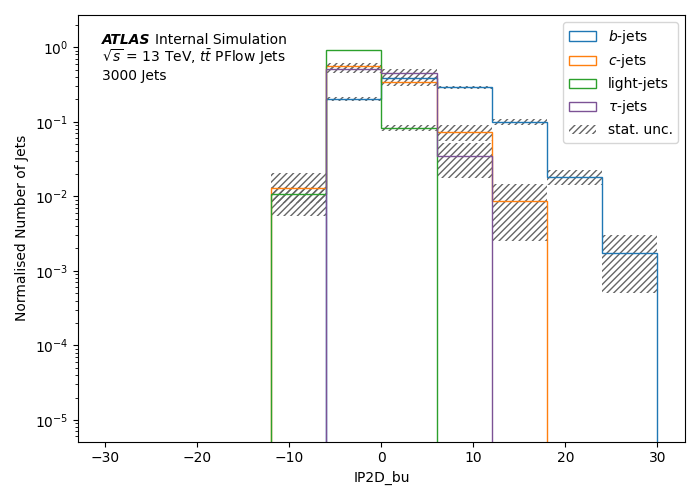 ATLAS Internal Simulation
√s = 13 TeV, tt̄ PFlow Jets
3000 Jets
b-jets
c-jets
light-jets
τ-jets
stat. unc.
Normalised Number of Jets
10⁰
10⁻¹
10⁻²
10⁻³
10⁻⁴
10⁻⁵
−30 −20 −10 0 10 20 30
IP2D_bu